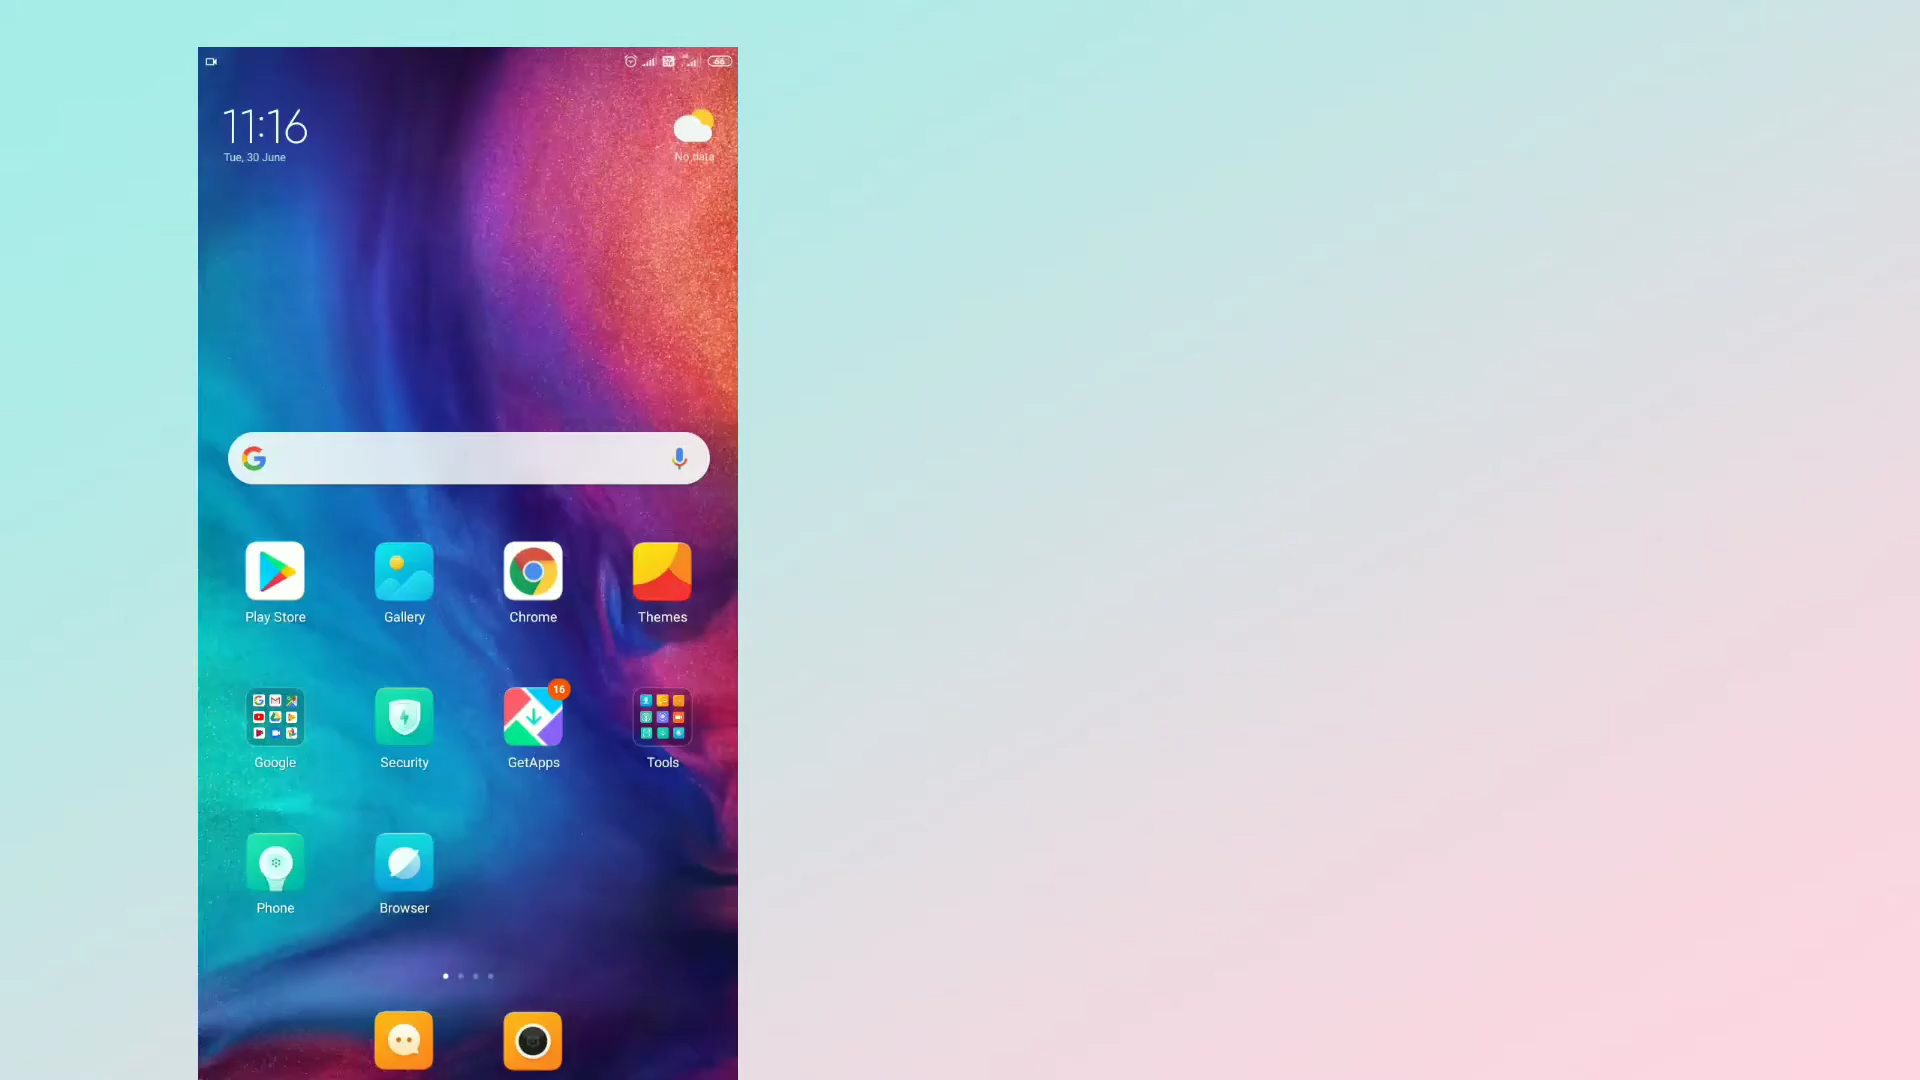 66
11:16
Tue, 30 June
No data
Play Store
Gallery
Chrome
Themes
16
Google
Security
GetApps
Tools
Phone
Browser